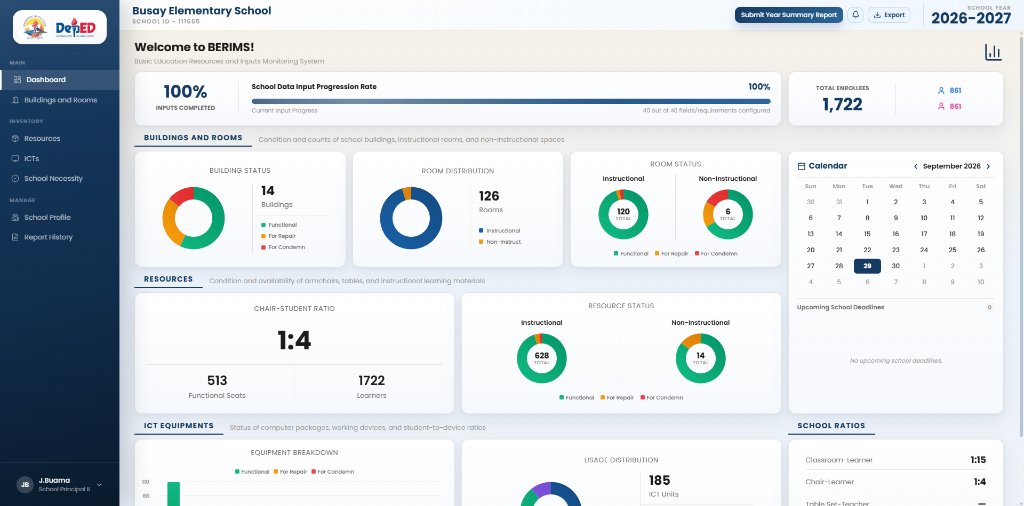 DepED
DEPARTMENT OF EDUCATION
MAIN
Dashboard
Buildings and Rooms
INVENTORY
Resources
ICTs
School Necessity
MANAGE
School Profile
Report History
JB
J.Buarna
School Principal II
Busay Elementary School
SCHOOL ID - 111665
Submit Year Summary Report
Export
SCHOOL YEAR
2026-2027
Welcome to BERIMS!
Basic Education Resources and Inputs Monitoring System
100%
INPUTS COMPLETED
School Data Input Progression Rate
100%
Current Input Progress
40 out of 40 fields/requirements configured
TOTAL ENROLLEES
1,722
861
861
BUILDINGS AND ROOMS
Condition and counts of school buildings, instructional rooms, and non-instructional spaces
BUILDING STATUS
14
Buildings
Functional
For Repair
For Condemn
ROOM DISTRIBUTION
126
Rooms
Instructional
Non-Instruct
ROOM STATUS
Instructional
Non-Instructional
120
TOTAL
6
TOTAL
Functional For Repair For Condemn
Calendar
September 2026
Sun Mon Tue Wed Thu Fri Sat
30 31 1 2 3 4 5
6 7 8 9 10 11 12
13 14 15 16 17 18 19
20 21 22 23 24 25 26
27 28 29 30 1 2 3
4 5 6 7 8 9 10
Upcoming School Deadlines
0
No upcoming school deadlines.
RESOURCES
Condition and availability of armchairs, tables, and instructional learning materials
CHAIR-STUDENT RATIO
1:4
513
Functional Seats
1722
Learners
RESOURCE STATUS
Instructional
Non-Instructional
628
TOTAL
14
TOTAL
Functional For Repair For Condemn
ICT EQUIPMENTS
Status of computer packages, working devices, and student-to-device ratios
EQUIPMENT BREAKDOWN
Functional For Repair For Condemn
110
88
USAGE DISTRIBUTION
185
ICT Units
SCHOOL RATIOS
Classroom-Learner
1:15
Chair-Learner
1:4
Table Set-Teacher
—